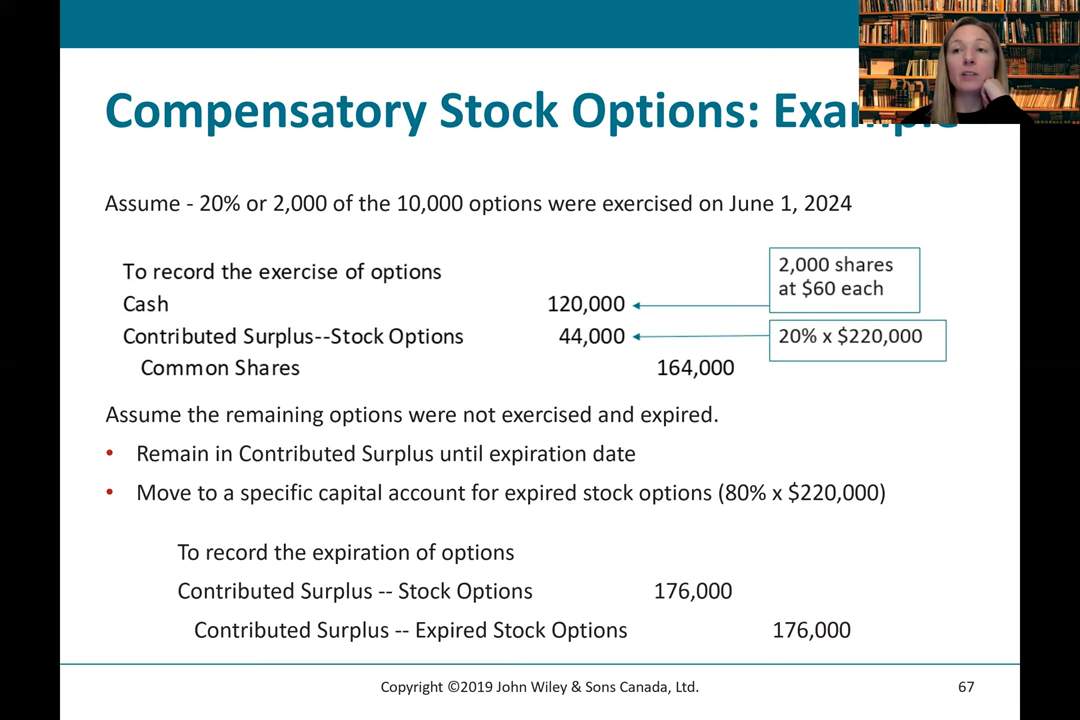 Compensatory Stock Options: Example
Assume - 20% or 2,000 of the 10,000 options were exercised on June 1, 2024
To record the exercise of options
Cash 120,000
2,000 shares
at $60 each
Contributed Surplus--Stock Options 44,000
20% x $220,000
Common Shares 164,000
Assume the remaining options were not exercised and expired.
• Remain in Contributed Surplus until expiration date
• Move to a specific capital account for expired stock options (80% x $220,000)
To record the expiration of options
Contributed Surplus -- Stock Options 176,000
Contributed Surplus -- Expired Stock Options 176,000
Copyright ©2019 John Wiley & Sons Canada, Ltd. 67